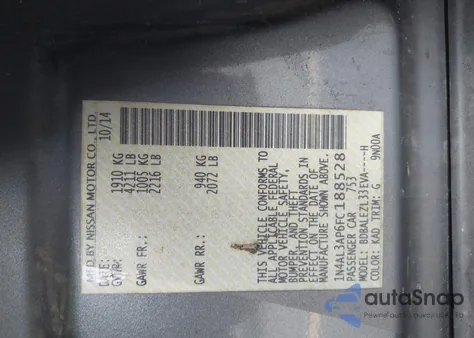 MFD BY NISSAN MOTOR CO., LTD.
DATE: 10/14
GVWR: 1910 KG
4211 LB
GAWR FR: 1005 KG
2216 LB
GAWR RR: 940 KG
2072 LB
THIS VEHICLE CONFORMS TO
ALL APPLICABLE FEDERAL
MOTOR VEHICLE SAFETY,
BUMPER, AND THEFT
PREVENTION STANDARDS IN
EFFECT ON THE DATE OF
MANUFACTURE SHOWN ABOVE.
1N4AL3AP6FC188528
PASSENGER CAR 753
MODEL:
COLOR: KAD TRIM: G 9N00A
autoSnap